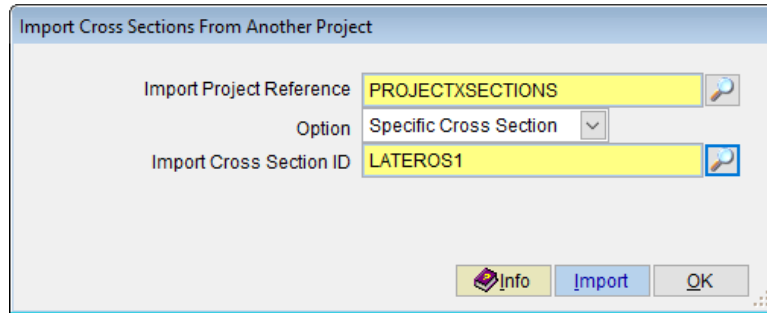 Import Cross Sections From Another Project
Import Project Reference PROJECTXSECTIONS
Option Specific Cross Section
Import Cross Section ID LATEROS1
Info Import OK